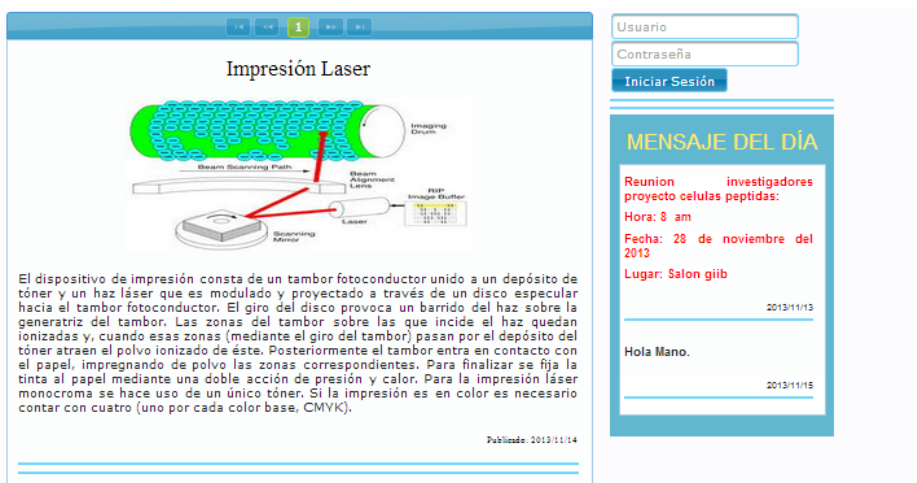 1
Impresión Laser
Imaging
Drum
Beam Scanning Path
Beam
Alignment
Lens
RIP
Image Buffer
Laser
Scanning
Mirror
El dispositivo de impresión consta de un tambor fotoconductor unido a un depósito de
tóner y un haz láser que es modulado y proyectado a través de un disco especular
hacia el tambor fotoconductor. El giro del disco provoca un barrido del haz sobre la
generatriz del tambor. Las zonas del tambor sobre las que incide el haz quedan
ionizadas y, cuando esas zonas (mediante el giro del tambor) pasan por el depósito del
tóner atraen el polvo ionizado de éste. Posteriormente el tambor entra en contacto con
el papel, impregnando de polvo las zonas correspondientes. Para finalizar se fija la
tinta al papel mediante una doble acción de presión y calor. Para la impresión láser
monocroma se hace uso de un único tóner. Si la impresión es en color es necesario
contar con cuatro (uno por cada color base, CMYK).
Publicado: 2013/11/14
Usuario
Contraseña
Iniciar Sesión
MENSAJE DEL DÍA
Reunion investigadores
proyecto celulas peptidas:
Hora: 8 am
Fecha: 28 de noviembre del
2013
Lugar: Salon giib
2013/11/13
Hola Mano.
2013/11/15